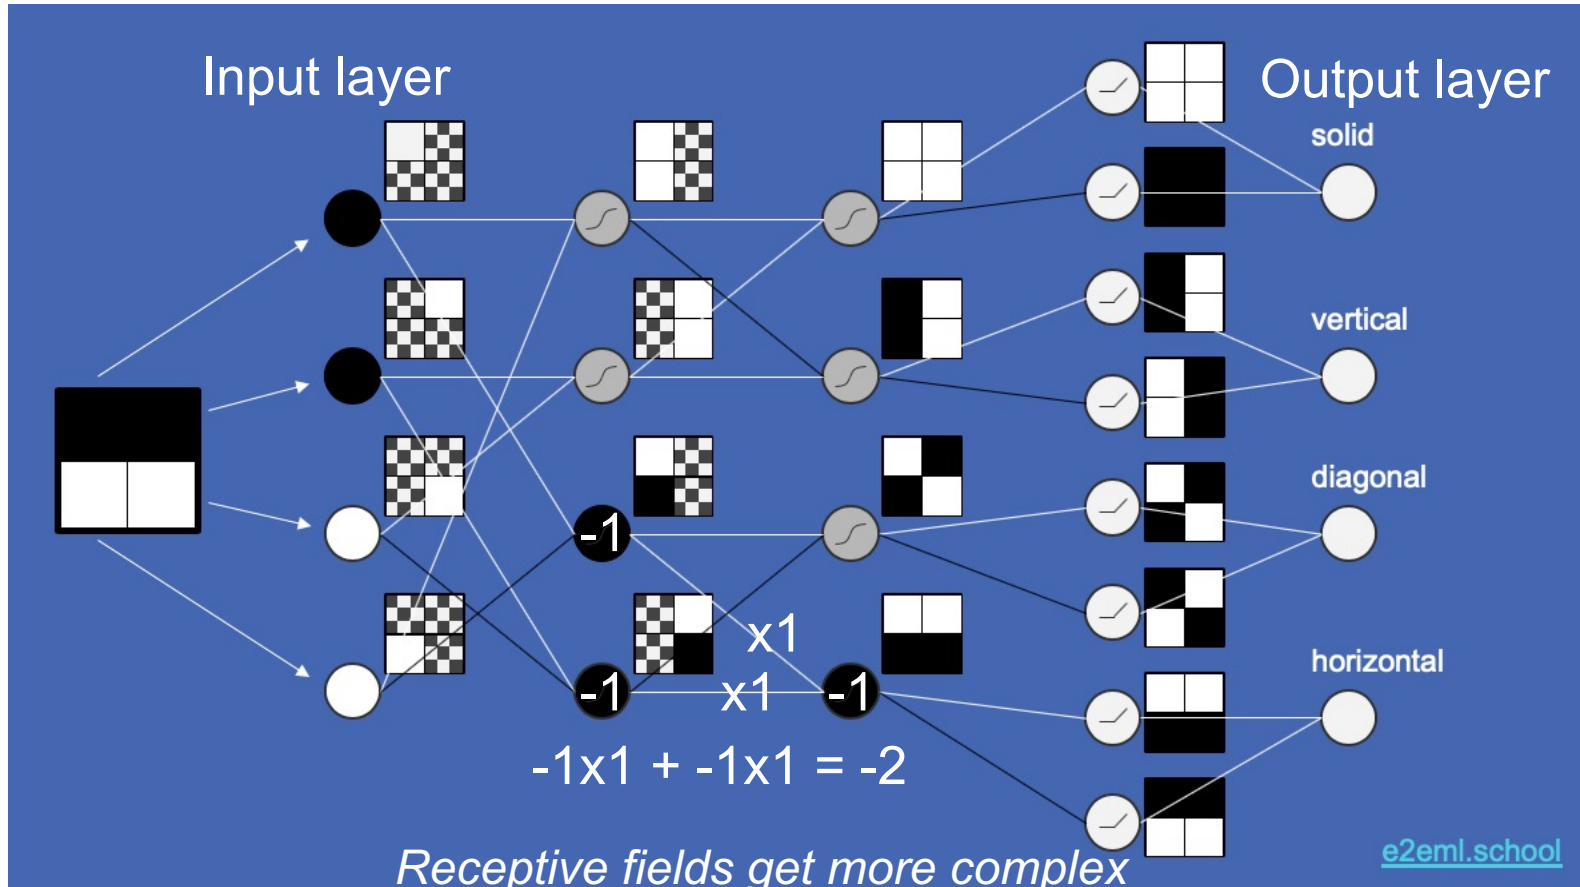 Input layer
Output layer
solid
vertical
diagonal
horizontal
-1
x1
-1
x1
-1
-1x1 + -1x1 = -2
Receptive fields get more complex
e2eml.school